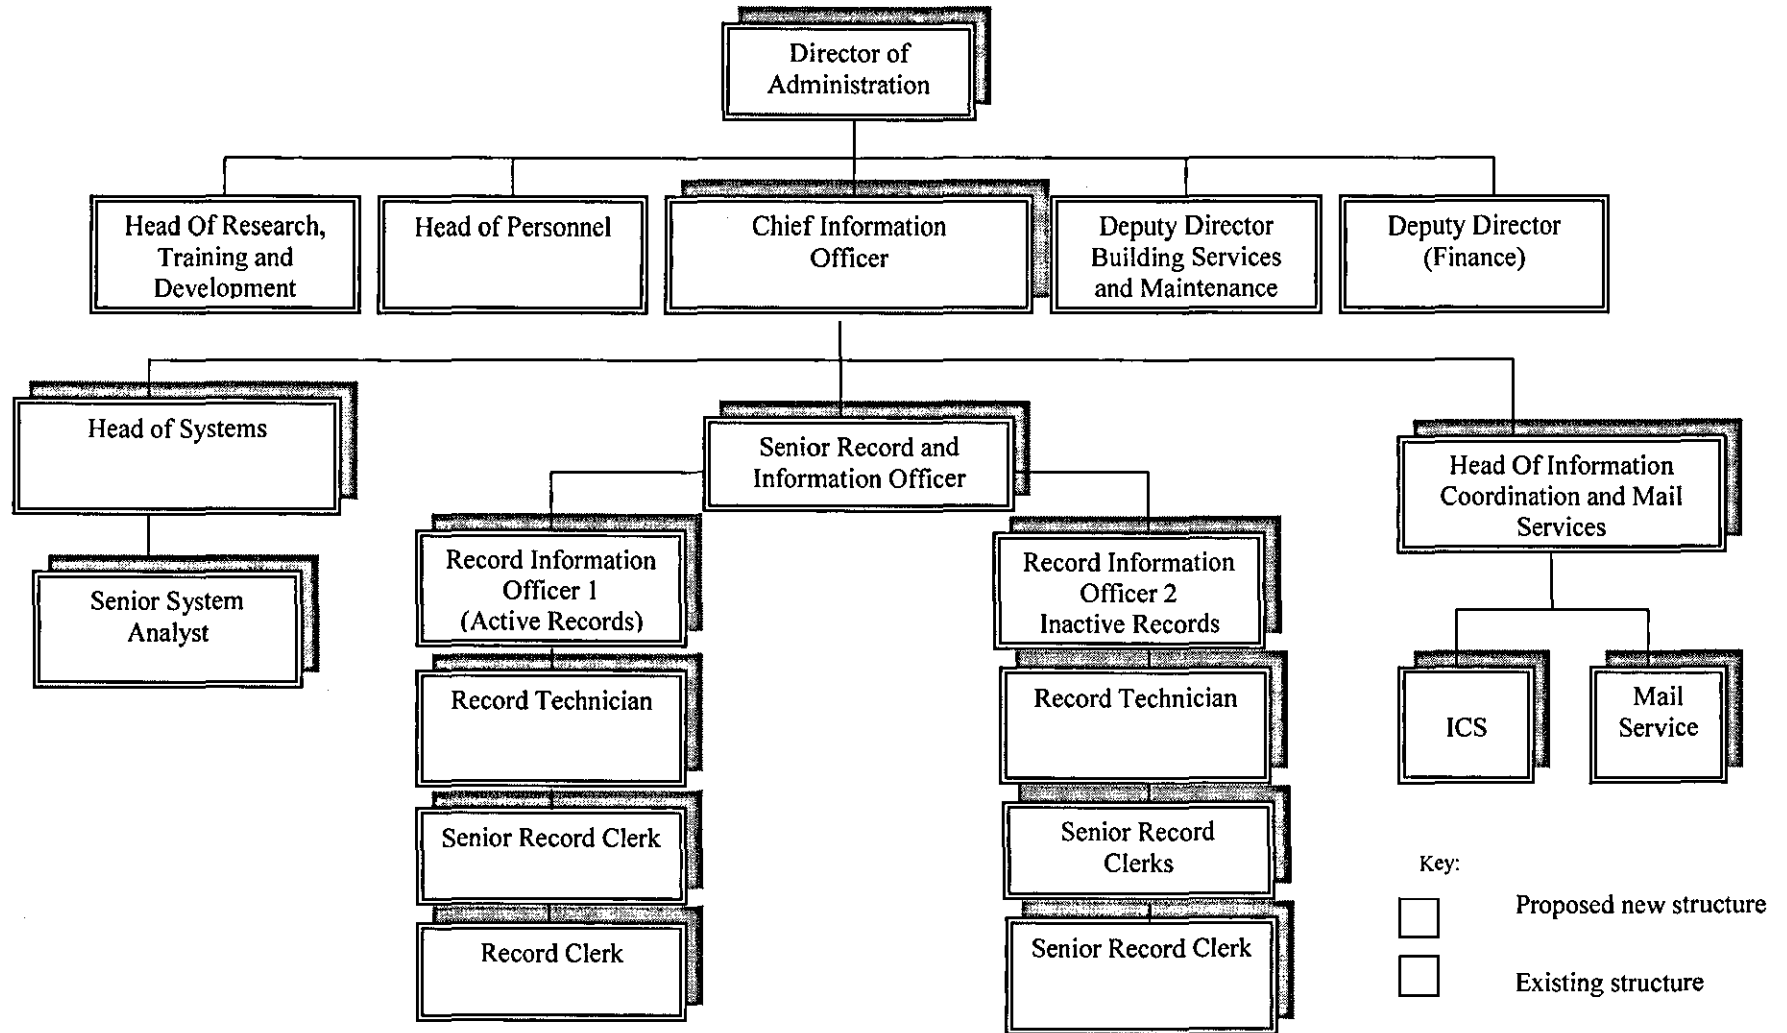 Director of
Administration
Head Of Research,
Training and
Development
Head of Personnel
Chief Information
Officer
Deputy Director
Building Services
and Maintenance
Deputy Director
(Finance)
Head of Systems
Senior Record and
Information Officer
Head Of Information
Coordination and Mail
Services
Senior System
Analyst
Record Information
Officer 1
(Active Records)
Record Information
Officer 2
Inactive Records
Record Technician
Record Technician
ICS
Mail
Service
Senior Record Clerk
Senior Record
Clerks
Record Clerk
Senior Record Clerk
Key:
Proposed new structure
Existing structure